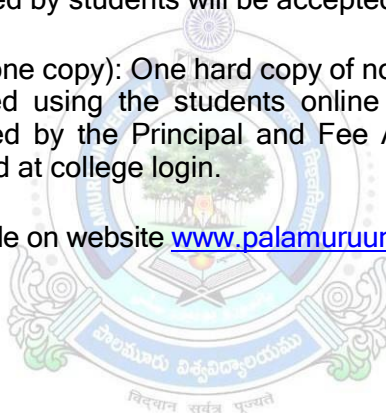 ed by students will be accepted
one copy): One hard copy of no
ed using the students online
ed by the Principal and Fee A
d at college login.
le on website www.palamuruun
పాలమూరు విశ్వవిద్యాలయము
विद्वान सर्वत्र पूज्यते